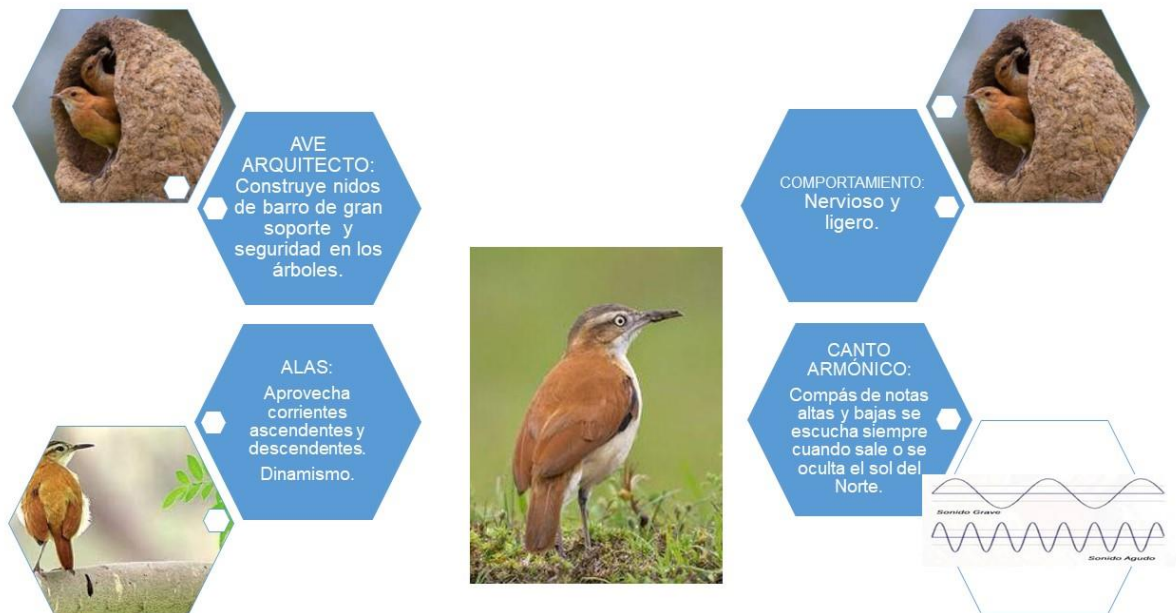 AVE
ARQUITECTO:
Construye nidos
de barro de gran
soporte y
seguridad en los
árboles.
COMPORTAMIENTO:
Nervioso y
ligero.
ALAS:
Aprovecha
corrientes
ascendentes y
descendentes.
Dinamismo.
CANTO
ARMÓNICO:
Compás de notas
altas y bajas se
escucha siempre
cuando sale o se
oculta el sol del
Norte.
Sonido Grave
Sonido Agudo